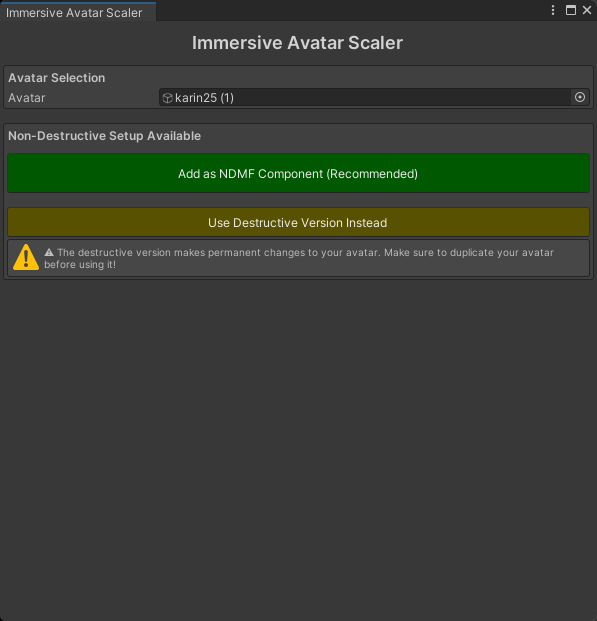 Immersive Avatar Scaler
Immersive Avatar Scaler
Avatar Selection
Avatar
karin25 (1)
Non-Destructive Setup Available
Add as NDMF Component (Recommended)
Use Destructive Version Instead
⚠ The destructive version makes permanent changes to your avatar. Make sure to duplicate your avatar
before using it!